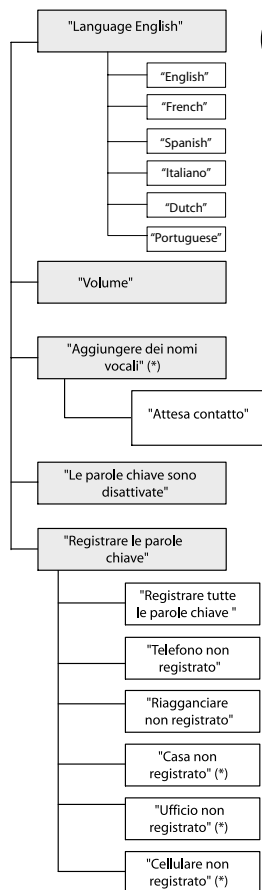 "Language English"
“English”
“French”
“Spanish”
“Italiano”
“Dutch”
“Portuguese”
"Volume"
"Aggiungere dei nomi
vocali" (*)
"Attesa contatto"
"Le parole chiave sono
disattivate"
"Registrare le parole
chiave"
"Registrare tutte
le parole chiave "
"Telefono non
registrato"
"Riagganciare
non registrato"
"Casa non
registrato" (*)
"Ufficio non
registrato" (*)
"Cellulare non
registrato" (*)